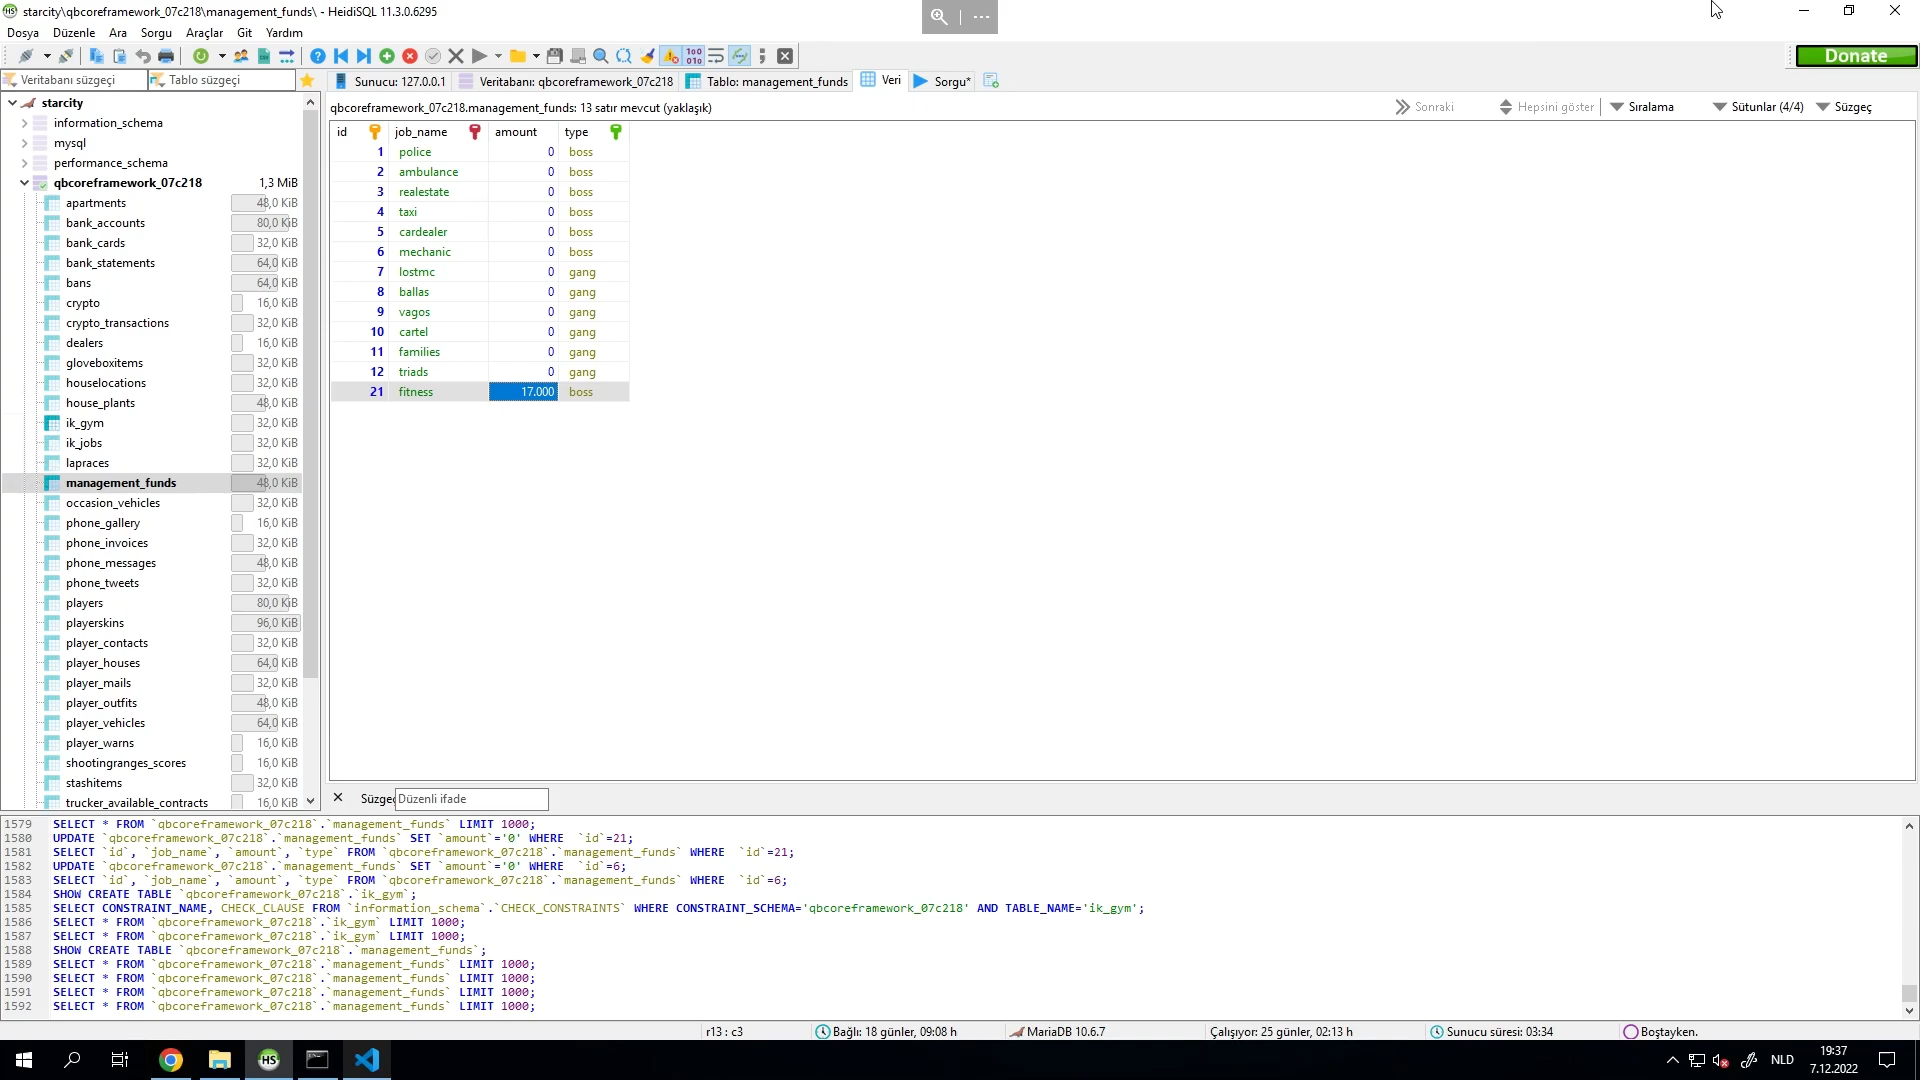 starcity\qbcoreframework_07c218\management_funds\ - HeidiSQL 11.3.0.6295
Dosya Düzenle Ara Sorgu Araçlar Git Yardım
Donate
Veritabanı süzgeci Tablo süzgeci
Sunucu: 127.0.0.1 Veritabanı: qbcoreframework_07c218 Tablo: management_funds Veri Sorgu*
qbcoreframework_07c218.management_funds: 13 satır mevcut (yaklaşık) Sonraki Hepsini göster Sıralama Sütunlar (4/4) Süzgeç
starcity
information_schema
mysql
performance_schema
qbcoreframework_07c218 1,3 MiB
apartments 48,0 KiB
bank_accounts 80,0 KiB
bank_cards 32,0 KiB
bank_statements 64,0 KiB
bans 64,0 KiB
crypto 16,0 KiB
crypto_transactions 32,0 KiB
dealers 16,0 KiB
gloveboxitems 32,0 KiB
houselocations 32,0 KiB
house_plants 48,0 KiB
ik_gym 32,0 KiB
ik_jobs 32,0 KiB
lapraces 32,0 KiB
management_funds 48,0 KiB
occasion_vehicles 32,0 KiB
phone_gallery 16,0 KiB
phone_invoices 32,0 KiB
phone_messages 48,0 KiB
phone_tweets 32,0 KiB
players 80,0 KiB
playerskins 96,0 KiB
player_contacts 32,0 KiB
player_houses 64,0 KiB
player_mails 32,0 KiB
player_outfits 48,0 KiB
player_vehicles 64,0 KiB
player_warns 16,0 KiB
shootingranges_scores 16,0 KiB
stashitems 32,0 KiB
trucker_available_contracts 16,0 KiB
id job_name amount type
1 police 0 boss
2 ambulance 0 boss
3 realestate 0 boss
4 taxi 0 boss
5 cardealer 0 boss
6 mechanic 0 boss
7 lostmc 0 gang
8 ballas 0 gang
9 vagos 0 gang
10 cartel 0 gang
11 families 0 gang
12 triads 0 gang
21 fitness 17.000 boss
Süzgeç Düzenli ifade
1579 SELECT * FROM `qbcoreframework_07c218`.`management_funds` LIMIT 1000;
1580 UPDATE `qbcoreframework_07c218`.`management_funds` SET `amount`='0' WHERE `id`=21;
1581 SELECT `id`, `job_name`, `amount`, `type` FROM `qbcoreframework_07c218`.`management_funds` WHERE `id`=21;
1582 UPDATE `qbcoreframework_07c218`.`management_funds` SET `amount`='0' WHERE `id`=6;
1583 SELECT `id`, `job_name`, `amount`, `type` FROM `qbcoreframework_07c218`.`management_funds` WHERE `id`=6;
1584 SHOW CREATE TABLE `qbcoreframework_07c218`.`ik_gym`;
1585 SELECT CONSTRAINT_NAME, CHECK_CLAUSE FROM `information_schema`.`CHECK_CONSTRAINTS` WHERE CONSTRAINT_SCHEMA='qbcoreframework_07c218' AND TABLE_NAME='ik_gym';
1586 SELECT * FROM `qbcoreframework_07c218`.`ik_gym` LIMIT 1000;
1587 SELECT * FROM `qbcoreframework_07c218`.`ik_gym` LIMIT 1000;
1588 SHOW CREATE TABLE `qbcoreframework_07c218`.`management_funds`;
1589 SELECT * FROM `qbcoreframework_07c218`.`management_funds` LIMIT 1000;
1590 SELECT * FROM `qbcoreframework_07c218`.`management_funds` LIMIT 1000;
1591 SELECT * FROM `qbcoreframework_07c218`.`management_funds` LIMIT 1000;
1592 SELECT * FROM `qbcoreframework_07c218`.`management_funds` LIMIT 1000;
r13 : c3 Bağlı: 18 günler, 09:08 h MariaDB 10.6.7 Çalışıyor: 25 günler, 02:13 h Sunucu süresi: 03:34 Boştayken.
NLD 19:37
7.12.2022